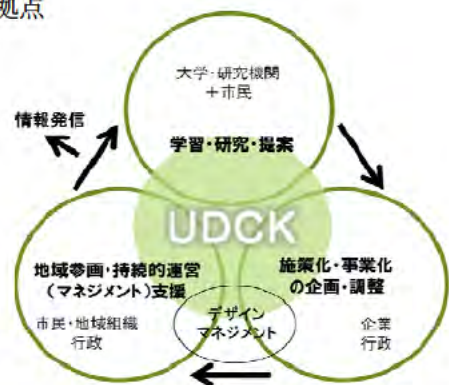 拠点
大学・研究機関
＋市民
情報発信
学習・研究・提案
UDCK
地域参画・持続的運営
（マネジメント）支援
市民・地域組織
行政
施策化・事業化
の企画・調整
企業
行政
デザイン
マネジメント